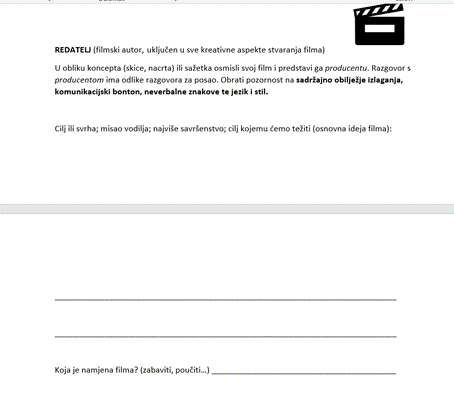 REDATELJ (filmski autor, uključen u sve kreativne aspekte stvaranja filma)
U obliku koncepta (skice, nacrta) ili sažetka osmisli svoj film i predstavi ga producentu. Razgovor s
producentom ima odlike razgovora za posao. Obrati pozornost na sadržajno obilježje izlaganja,
komunikacijski bonton, neverbalne znakove te jezik i stil.
Cilj ili svrha; misao vodilja; najviše savršenstvo; cilj kojemu ćemo težiti (osnovna ideja filma):
Koja je namjena filma? (zabaviti, poučiti...)